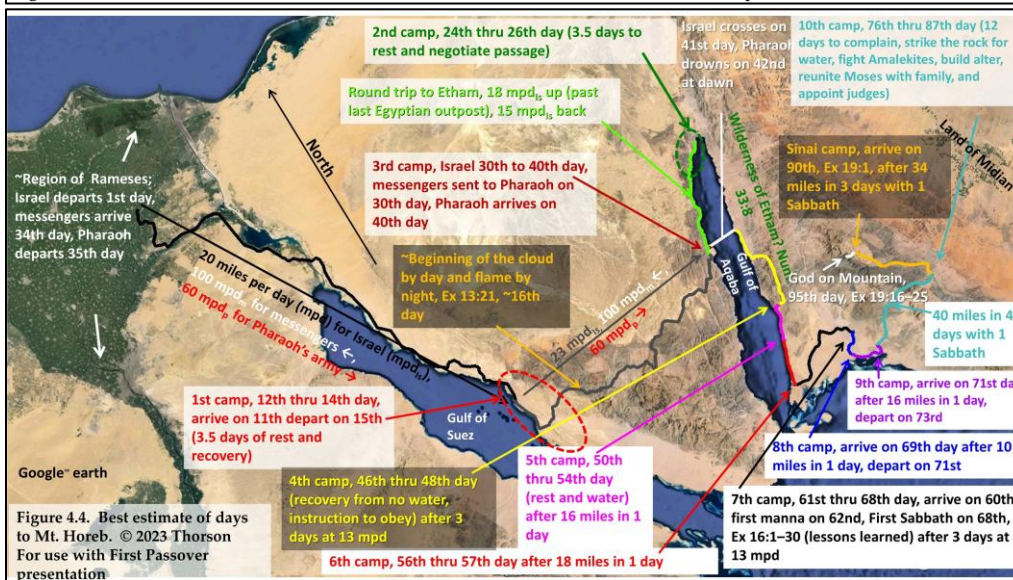 2nd camp, 24th thru 26th day (3.5 days to
rest and negotiate passage)
Israel crosses on
41st day, Pharaoh
drowns on 42nd
at dawn
10th camp, 76th thru 87th day (12
days to complain, strike the rock for
water, fight Amalekites, build alter,
reunite Moses with family, and
appoint judges)
Round trip to Etham, 18 mpd_is up (past
last Egyptian outpost), 15 mpd_is back
North
Wilderness of Etham? Num
33:8
Land of Midian
3rd camp, Israel 30th to 40th day,
messengers sent to Pharaoh on
30th day, Pharaoh arrives on
40th day
Sinai camp, arrive on
90th, Ex 19:1, after 34
miles in 3 days with 1
Sabbath
~Region of Rameses;
Israel departs 1st day,
messengers arrive
34th day, Pharaoh
departs 35th day
~Beginning of the cloud
by day and flame by
night, Ex 13:21, ~16th
day
Gulf of
Aqaba
God on Mountain,
95th day, Ex 19:16–25
20 miles per day (mpd) for Israel (mpd_is),
100 mpd_m for messengers ←,
60 mpd_p for Pharaoh's army →
23 mpd_is, 100 mpd_m ←,
60 mpd_p →
40 miles in 4
days with 1
Sabbath
1st camp, 12th thru 14th day,
arrive on 11th depart on 15th
(3.5 days of rest and
recovery)
Gulf of
Suez
9th camp, arrive on 71st day
after 16 miles in 1 day,
depart on 73rd
8th camp, arrive on 69th day after 10
miles in 1 day, depart on 71st
Google™ earth
4th camp, 46th thru 48th day
(recovery from no water,
instruction to obey) after 3
days at 13 mpd
5th camp, 50th
thru 54th day
(rest and water)
after 16 miles in 1
day
7th camp, 61st thru 68th day, arrive on 60th,
first manna on 62nd, First Sabbath on 68th,
Ex 16:1–30 (lessons learned) after 3 days at
13 mpd
6th camp, 56th thru 57th day after 18 miles in 1 day
Figure 4.4. Best estimate of days
to Mt. Horeb. © 2023 Thorson
For use with First Passover
presentation